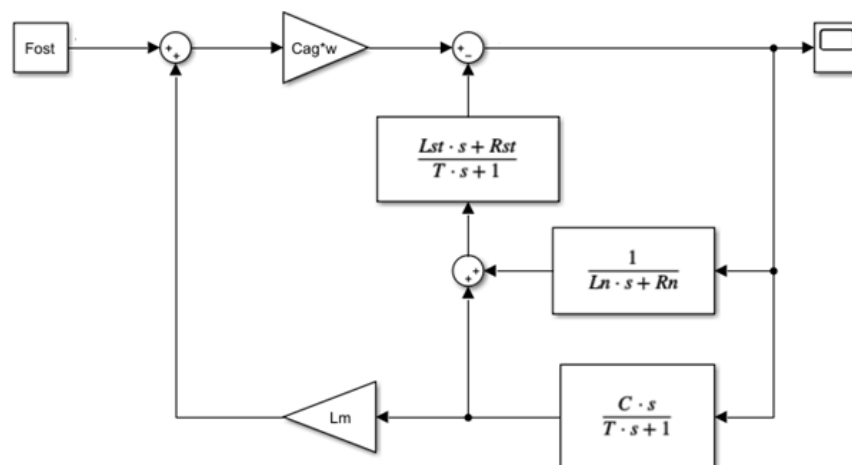 Fost
+
+
Cag*w
+
−
Lst · s + Rst
T · s + 1
+
+
1
Ln · s + Rn
Lm
C · s
T · s + 1